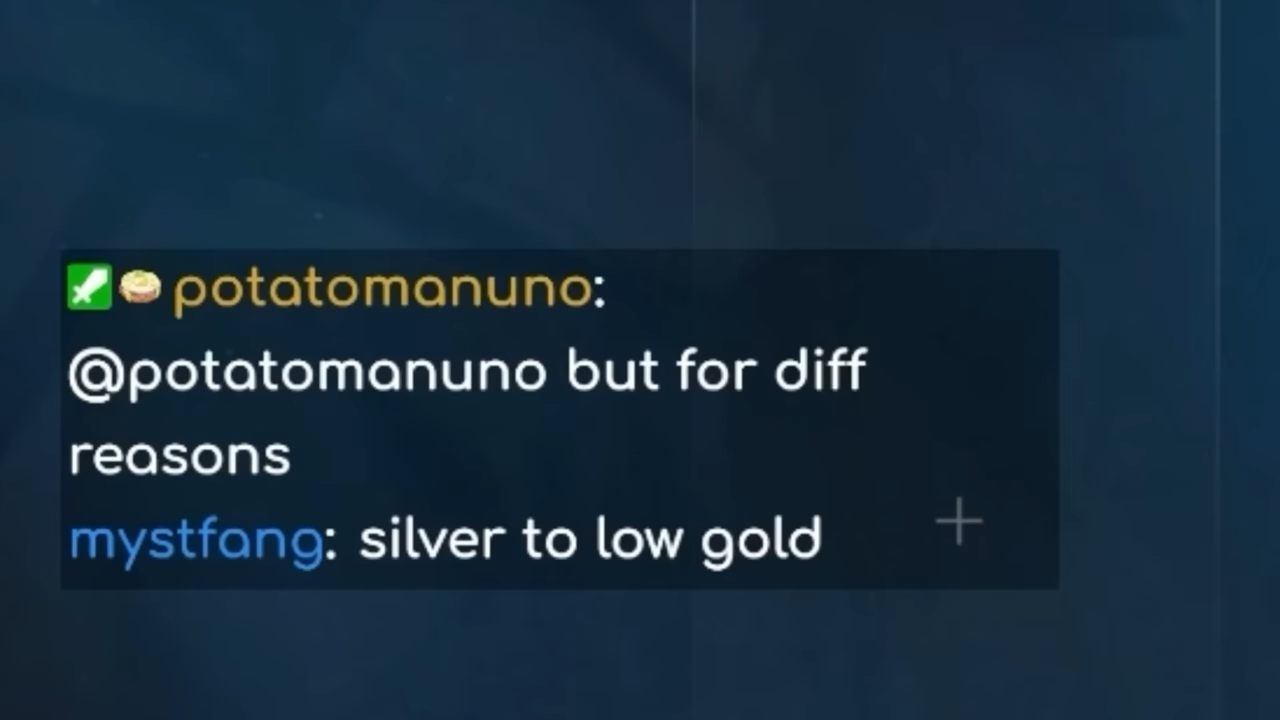 potatomanuno:
@potatomanuno but for diff
reasons
mystfang: silver to low gold